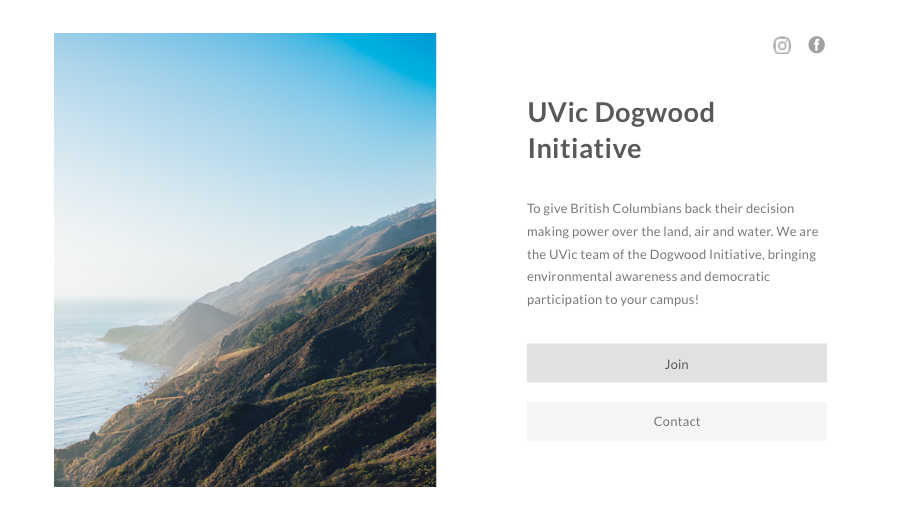 UVic Dogwood
Initiative
To give British Columbians back their decision
making power over the land, air and water. We are
the UVic team of the Dogwood Initiative, bringing
environmental awareness and democratic
participation to your campus!
Join
Contact